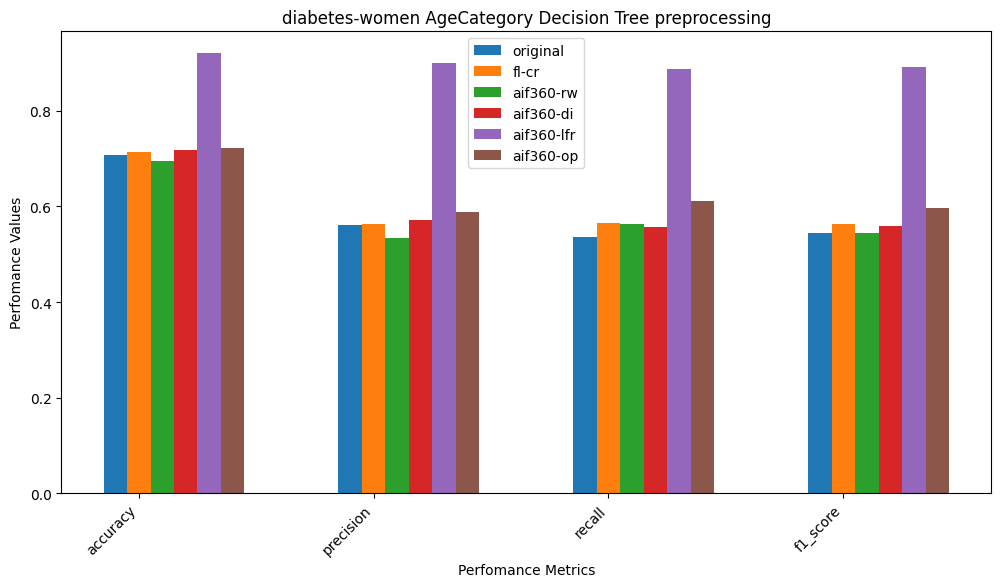 diabetes-women AgeCategory Decision Tree preprocessing
original
fl-cr
aif360-rw
aif360-di
aif360-lfr
aif360-op
Perfomance Values
0.8
0.6
0.4
0.2
0.0
accuracy
precision
recall
f1_score
Perfomance Metrics